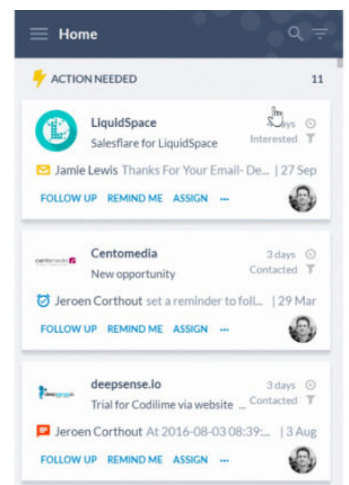 Home
ACTION NEEDED 11
LiquidSpace days
Salesflare for LiquidSpace Interested
Jamie Lewis Thanks For Your Email- De... | 27 Sep
FOLLOW UP REMIND ME ASSIGN ...
centomedia
Centomedia 3 days
New opportunity Contacted
Jeroen Corthout set a reminder to foll... | 29 Mar
FOLLOW UP REMIND ME ASSIGN ...
deepsense.io
deepsense.io 3 days
Trial for Codilime via website ... Contacted
Jeroen Corthout At 2016-08-03 08:39:... | 3 Aug
FOLLOW UP REMIND ME ASSIGN ...